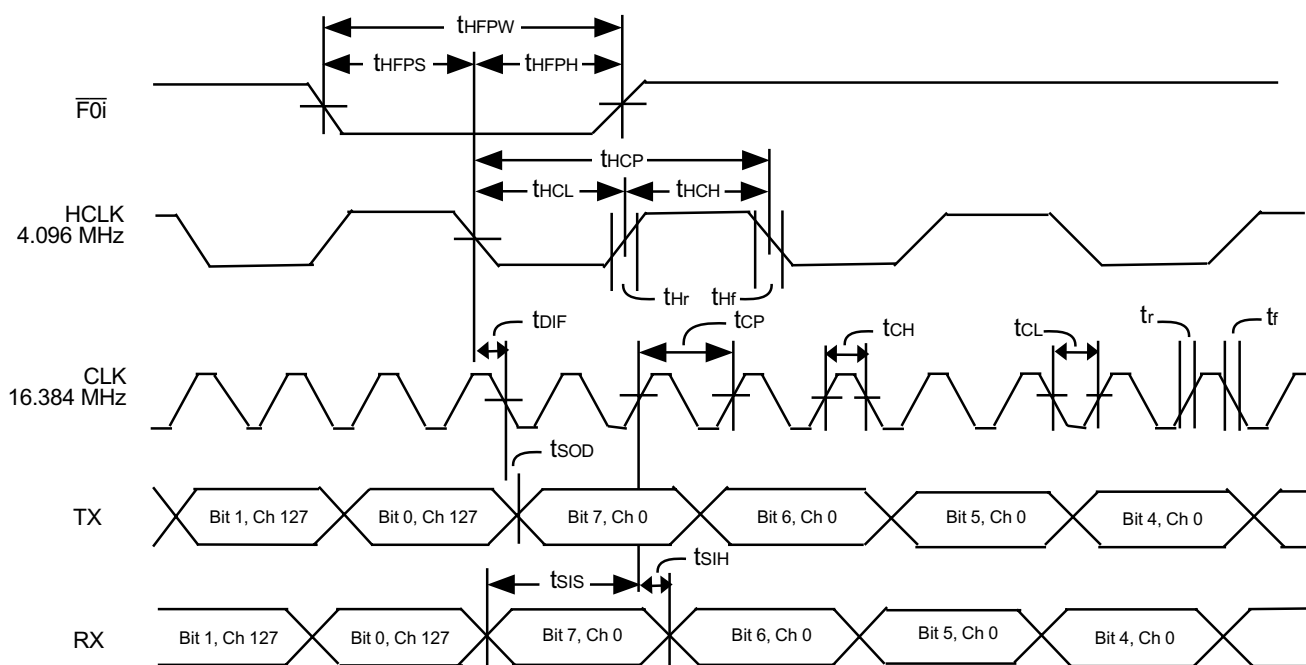 tHFPW
tHFPS
tHFPH
F0i
tHCP
tHCL
tHCH
HCLK
4.096 MHz
tHr
tHf
tDIF
tCP
tCH
tCL
tr
tf
CLK
16.384 MHz
tSOD
TX
Bit 1, Ch 127
Bit 0, Ch 127
Bit 7, Ch 0
Bit 6, Ch 0
Bit 5, Ch 0
Bit 4, Ch 0
tSIS
tSIH
RX
Bit 1, Ch 127
Bit 0, Ch 127
Bit 7, Ch 0
Bit 6, Ch 0
Bit 5, Ch 0
Bit 4, Ch 0